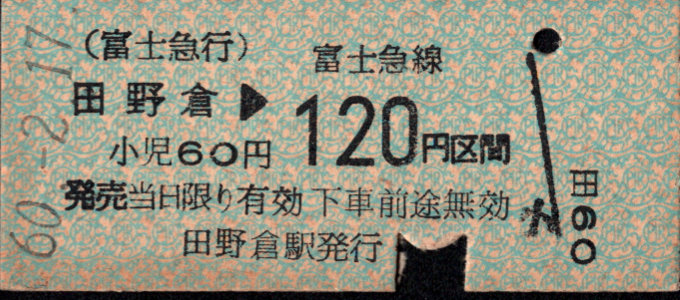 60.-2.17
(富士急行) 富士急線
田野倉▶120円区間
小児60円
発売当日限り有効 下車前途無効
田野倉駅発行
田60